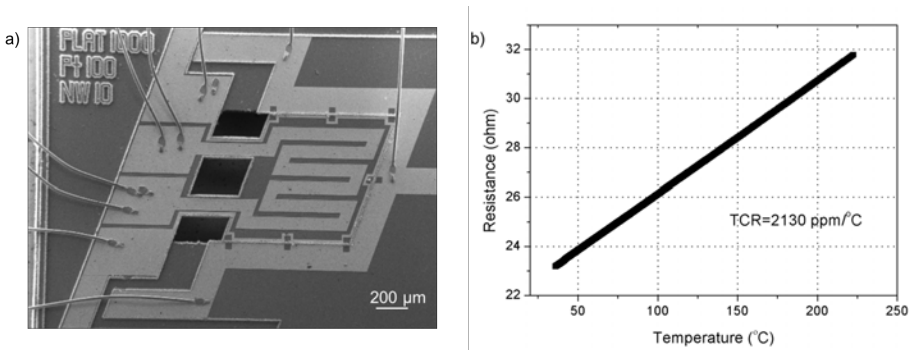 a)
PLAT 1000
P+ 100
NW 10
200 µm
b)
32
30
28
26
24
22
50
100
150
200
250
Resistance (ohm)
Temperature (°C)
TCR=2130 ppm/°C